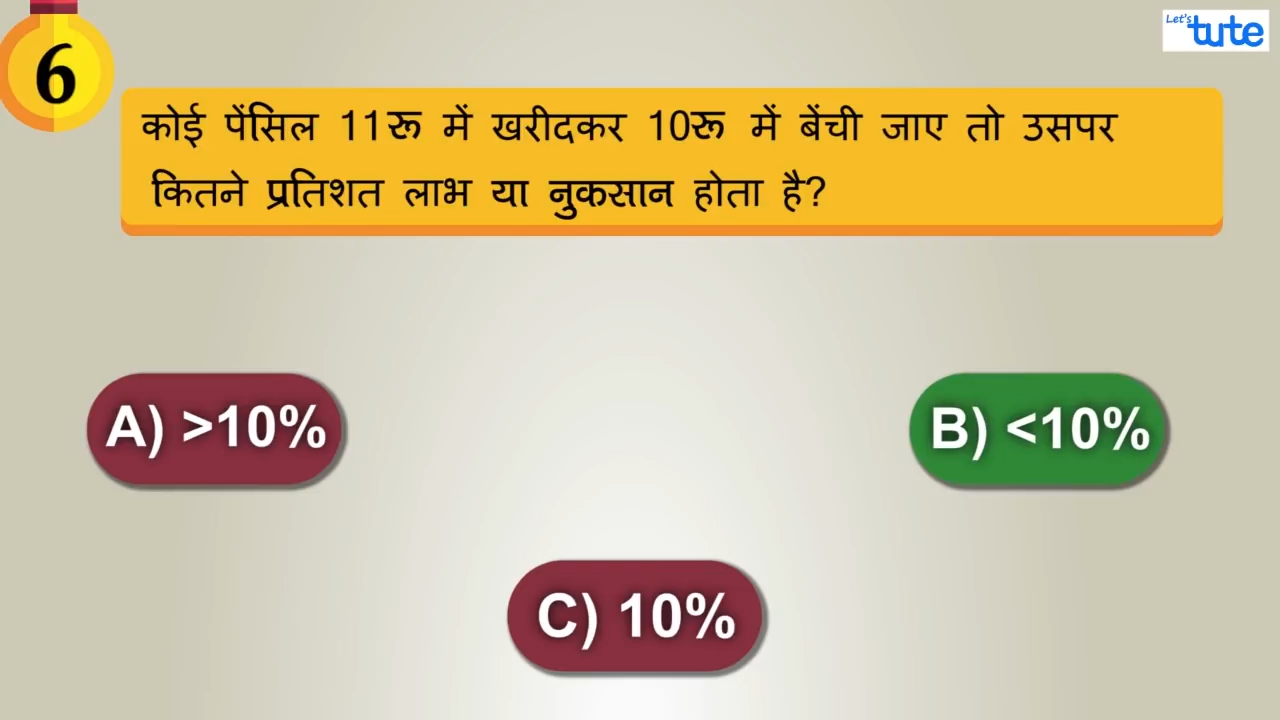 6
Let's
tute
कोई पेंसिल 11रू में खरीदकर 10रू में बेंची जाए तो उसपर
कितने प्रतिशत लाभ या नुकसान होता है?
A) >10%
B) <10%
C) 10%